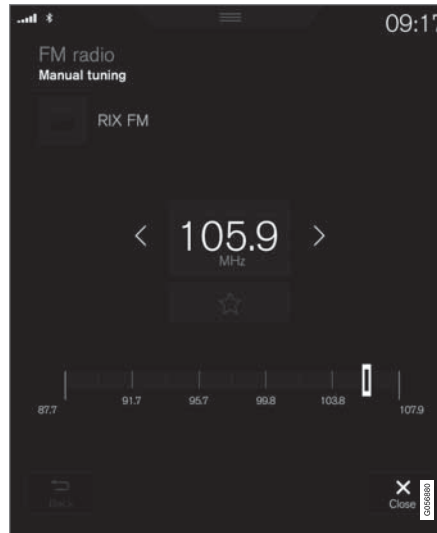 09:17
FM radio
Manual tuning
RIX FM
105.9
MHz
87.7 91.7 95.7 99.8 103.8 107.9
Back Close
G056880